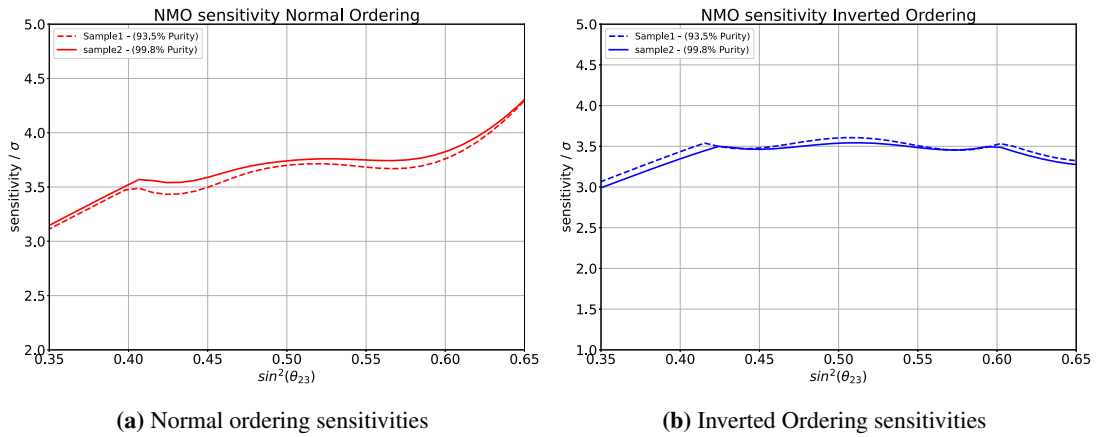 NMO sensitivity Normal Ordering
5.0
4.5
4.0
3.5
3.0
2.5
2.0
sensitivity / σ
Sample1 - (93.5% Purity)
sample2 - (99.8% Purity)
0.35 0.40 0.45 0.50 0.55 0.60 0.65
sin²(θ₂₃)
(a) Normal ordering sensitivities
NMO sensitivity Inverted Ordering
5.0
4.5
4.0
3.5
3.0
2.5
2.0
1.5
1.0
sensitivity / σ
Sample1 - (93.5% Purity)
sample2 - (99.8% Purity)
0.35 0.40 0.45 0.50 0.55 0.60 0.65
sin²(θ₂₃)
(b) Inverted Ordering sensitivities